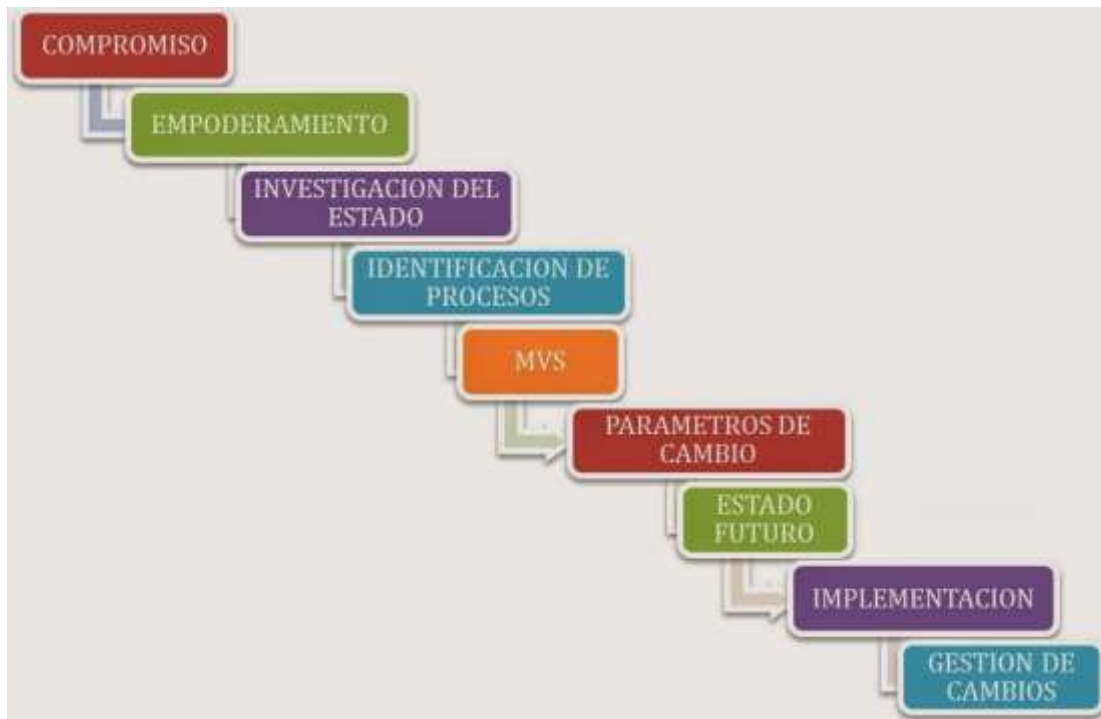 COMPROMISO
EMPODERAMIENTO
INVESTIGACION DEL
ESTADO
IDENTIFICACION DE
PROCESOS
MVS
PARAMETROS DE
CAMBIO
ESTADO
FUTURO
IMPLEMENTACION
GESTION DE
CAMBIOS